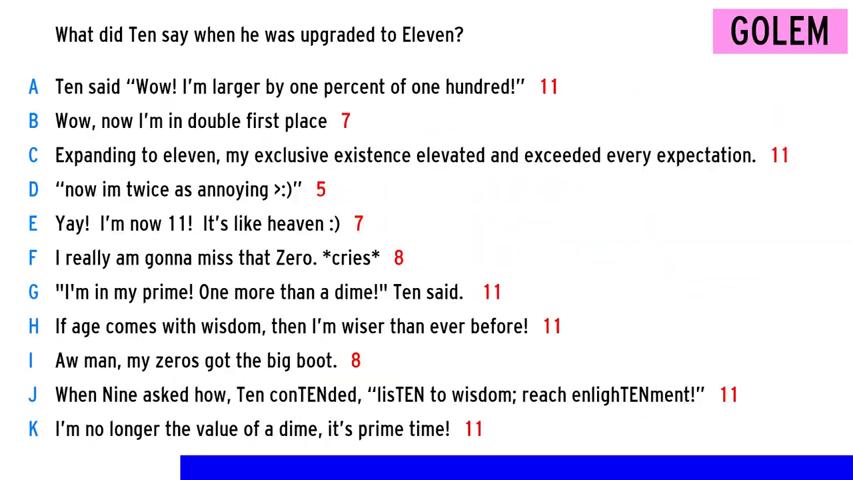 What did Ten say when he was upgraded to Eleven?
GOLEM
A Ten said “Wow! I’m larger by one percent of one hundred!” 11
B Wow, now I’m in double first place 7
C Expanding to eleven, my exclusive existence elevated and exceeded every expectation. 11
D “now im twice as annoying >:)” 5
E Yay! I’m now 11! It’s like heaven :) 7
F I really am gonna miss that Zero. *cries* 8
G "I'm in my prime! One more than a dime!" Ten said. 11
H If age comes with wisdom, then I’m wiser than ever before! 11
I Aw man, my zeros got the big boot. 8
J When Nine asked how, Ten conTENded, “lisTEN to wisdom; reach enlighTENment!” 11
K I’m no longer the value of a dime, it’s prime time! 11